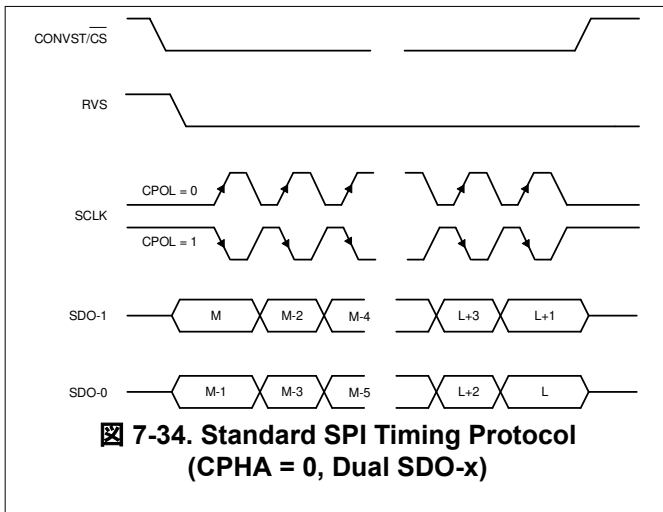 CONVST/CS
RVS
CPOL = 0
SCLK
CPOL = 1
SDO-1 M M-2 M-4 L+3 L+1
SDO-0 M-1 M-3 M-5 L+2 L
図 7-34. Standard SPI Timing Protocol
(CPHA = 0, Dual SDO-x)